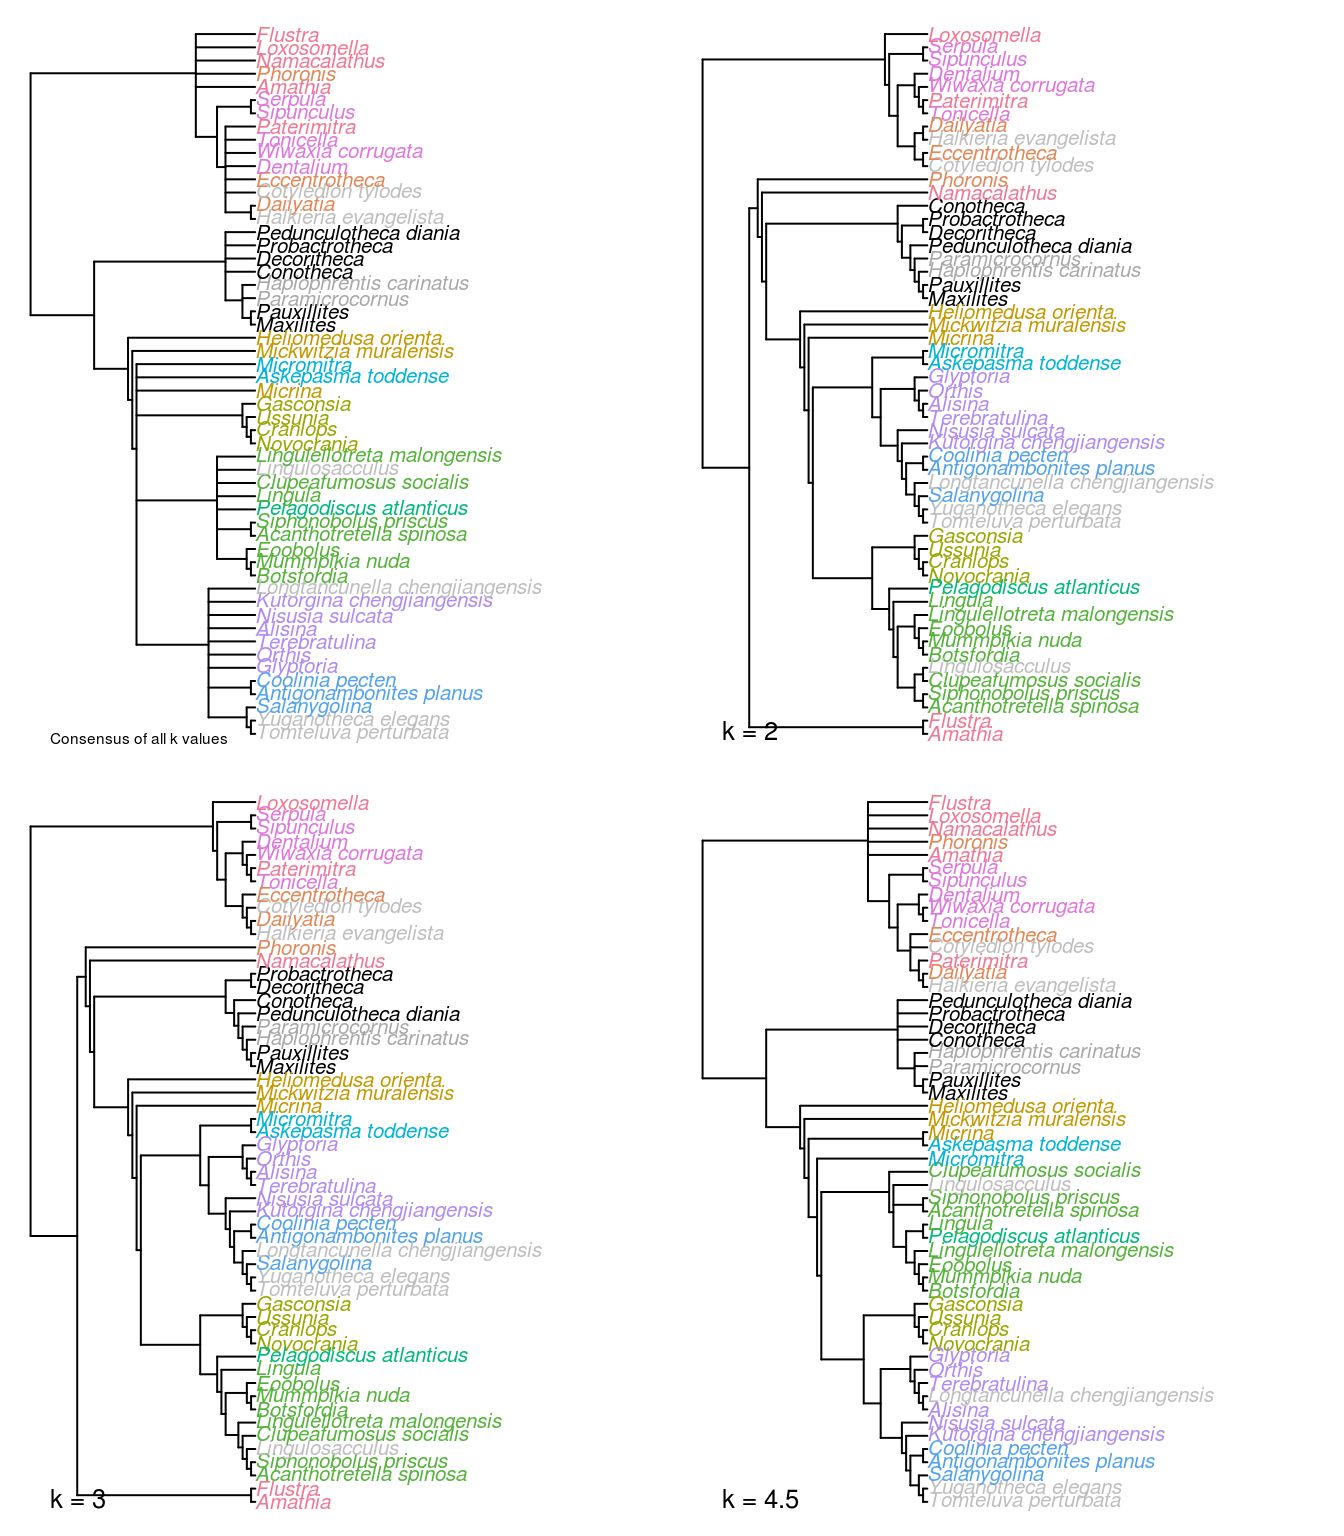 Flustra
Loxosomella
Namacalathus
Phoronis
Amathia
Serpula
Sipunculus
Paterimitra
Tonicella
Wiwaxia corrugata
Dentalium
Eccentrotheca
Cotyledion tylodes
Dailyatia
Halkieria evangelista
Pedunculotheca diania
Probactrotheca
Decoritheca
Conotheca
Haplophrentis carinatus
Paramicrocornus
Pauxillites
Maxilites
Heliomedusa orienta.
Mickwitzia muralensis
Micromitra
Askepasma toddense
Micrina
Gasconsia
Ussunia
Craniops
Novocrania
Lingulellotreta malongensis
Lingulosacculus
Clupeafumosus socialis
Lingula
Pelagodiscus atlanticus
Siphonobolus priscus
Acanthotretella spinosa
Eoobolus
Mummpikia nuda
Botsfordia
Longtancunella chengjiangensis
Kutorgina chengjiangensis
Nisusia sulcata
Alisina
Terebratulina
Orthis
Glyptoria
Coolinia pecten
Antigonambonites planus
Salanygolina
Yuganotheca elegans
Tomteluva perturbata
Consensus of all k values
Loxosomella
Serpula
Sipunculus
Dentalium
Wiwaxia corrugata
Paterimitra
Tonicella
Dailyatia
Halkieria evangelista
Eccentrotheca
Cotyledion tylodes
Phoronis
Namacalathus
Conotheca
Probactrotheca
Decoritheca
Pedunculotheca diania
Paramicrocornus
Haplophrentis carinatus
Pauxillites
Maxilites
Heliomedusa orienta.
Mickwitzia muralensis
Micrina
Micromitra
Askepasma toddense
Glyptoria
Orthis
Alisina
Terebratulina
Nisusia sulcata
Kutorgina chengjiangensis
Coolinia pecten
Antigonambonites planus
Longtancunella chengjiangensis
Salanygolina
Yuganotheca elegans
Tomteluva perturbata
Gasconsia
Ussunia
Craniops
Novocrania
Pelagodiscus atlanticus
Lingula
Lingulellotreta malongensis
Eoobolus
Mummpikia nuda
Botsfordia
Lingulosacculus
Clupeafumosus socialis
Siphonobolus priscus
Acanthotretella spinosa
Flustra
Amathia
k = 2
Loxosomella
Serpula
Sipunculus
Dentalium
Wiwaxia corrugata
Paterimitra
Tonicella
Eccentrotheca
Cotyledion tylodes
Dailyatia
Halkieria evangelista
Phoronis
Namacalathus
Probactrotheca
Decoritheca
Conotheca
Pedunculotheca diania
Paramicrocornus
Haplophrentis carinatus
Pauxillites
Maxilites
Heliomedusa orienta.
Mickwitzia muralensis
Micrina
Micromitra
Askepasma toddense
Glyptoria
Orthis
Alisina
Terebratulina
Nisusia sulcata
Kutorgina chengjiangensis
Coolinia pecten
Antigonambonites planus
Longtancunella chengjiangensis
Salanygolina
Yuganotheca elegans
Tomteluva perturbata
Gasconsia
Ussunia
Craniops
Novocrania
Pelagodiscus atlanticus
Lingula
Eoobolus
Mummpikia nuda
Botsfordia
Lingulellotreta malongensis
Clupeafumosus socialis
Lingulosacculus
Siphonobolus priscus
Acanthotretella spinosa
Flustra
Amathia
k = 3
Flustra
Loxosomella
Namacalathus
Phoronis
Amathia
Serpula
Sipunculus
Dentalium
Wiwaxia corrugata
Tonicella
Eccentrotheca
Cotyledion tylodes
Paterimitra
Dailyatia
Halkieria evangelista
Pedunculotheca diania
Probactrotheca
Decoritheca
Conotheca
Haplophrentis carinatus
Paramicrocornus
Pauxillites
Maxilites
Heliomedusa orienta.
Mickwitzia muralensis
Micrina
Askepasma toddense
Micromitra
Clupeafumosus socialis
Lingulosacculus
Siphonobolus priscus
Acanthotretella spinosa
Lingula
Pelagodiscus atlanticus
Lingulellotreta malongensis
Eoobolus
Mummpikia nuda
Botsfordia
Gasconsia
Ussunia
Craniops
Novocrania
Glyptoria
Orthis
Terebratulina
Longtancunella chengjiangensis
Alisina
Nisusia sulcata
Kutorgina chengjiangensis
Coolinia pecten
Antigonambonites planus
Salanygolina
Yuganotheca elegans
Tomteluva perturbata
k = 4.5